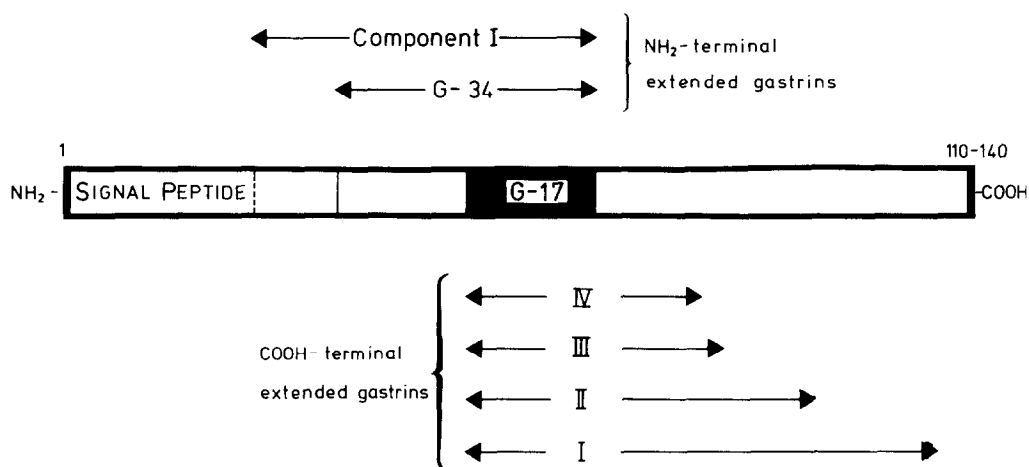 Component I
NH₂-terminal
extended gastrins
G-34
1
110-140
NH₂-
SIGNAL PEPTIDE
G-17
-COOH
IV
III
COOH-terminal
extended gastrins
II
I